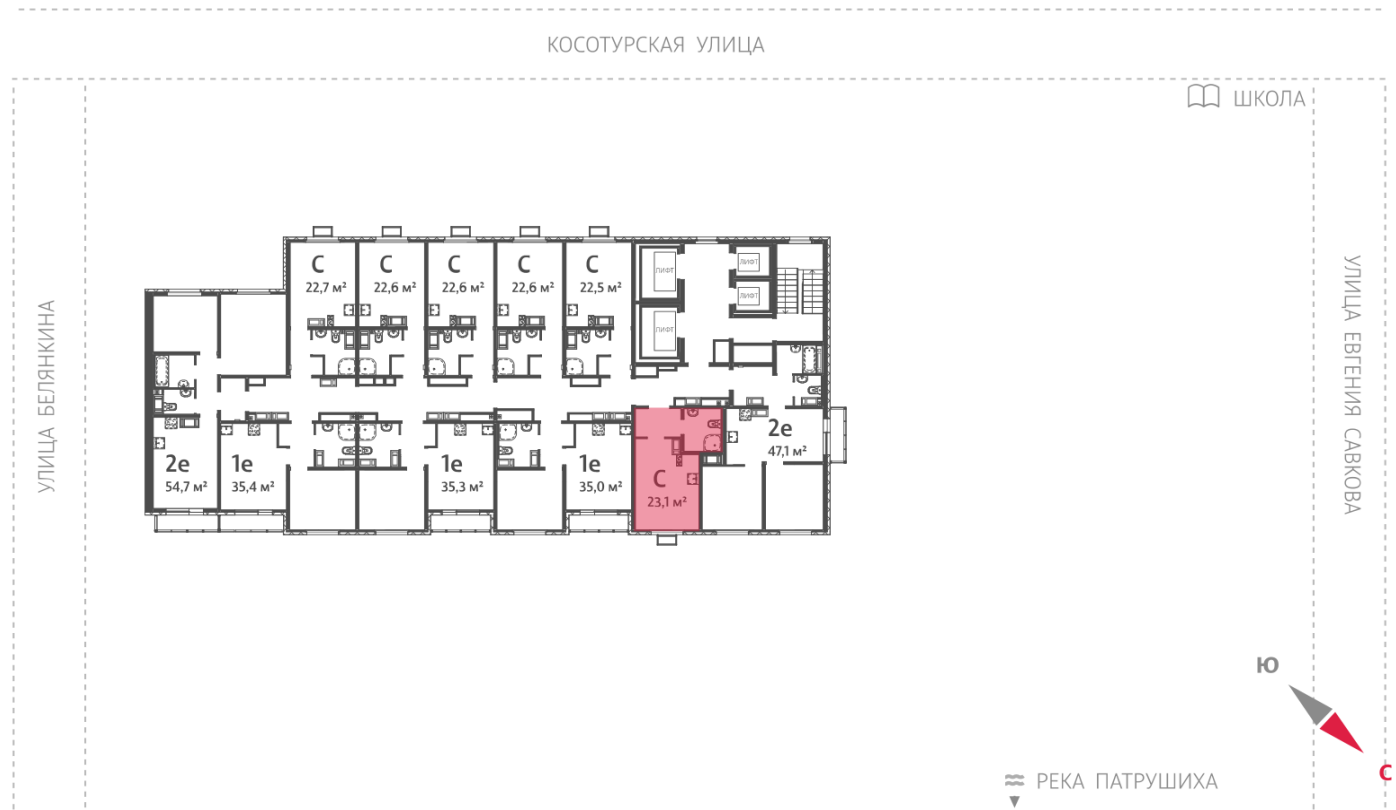 КОСОТУРСКАЯ УЛИЦА
ШКОЛА
УЛИЦА БЕЛЯНКИНА
УЛИЦА ЕВГЕНИЯ САВКОВА
С
22,7 м²
С
22,6 м²
С
22,6 м²
С
22,6 м²
С
22,5 м²
ЛИФТ
ЛИФТ
ЛИФТ
ЛИФТ
2е
54,7 м²
1е
35,4 м²
1е
35,3 м²
1е
35,0 м²
С
23,1 м²
2е
47,1 м²
Ю
С
РЕКА ПАТРУШИХА